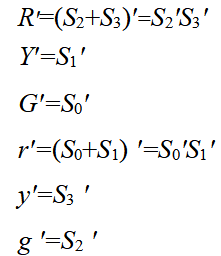 R'=(S₂+S₃)'=S₂'S₃'
Y'=S₁'
G'=S₀'
r'=(S₀+S₁) '=S₀'S₁'
y'=S₃ '
g '=S₂ '